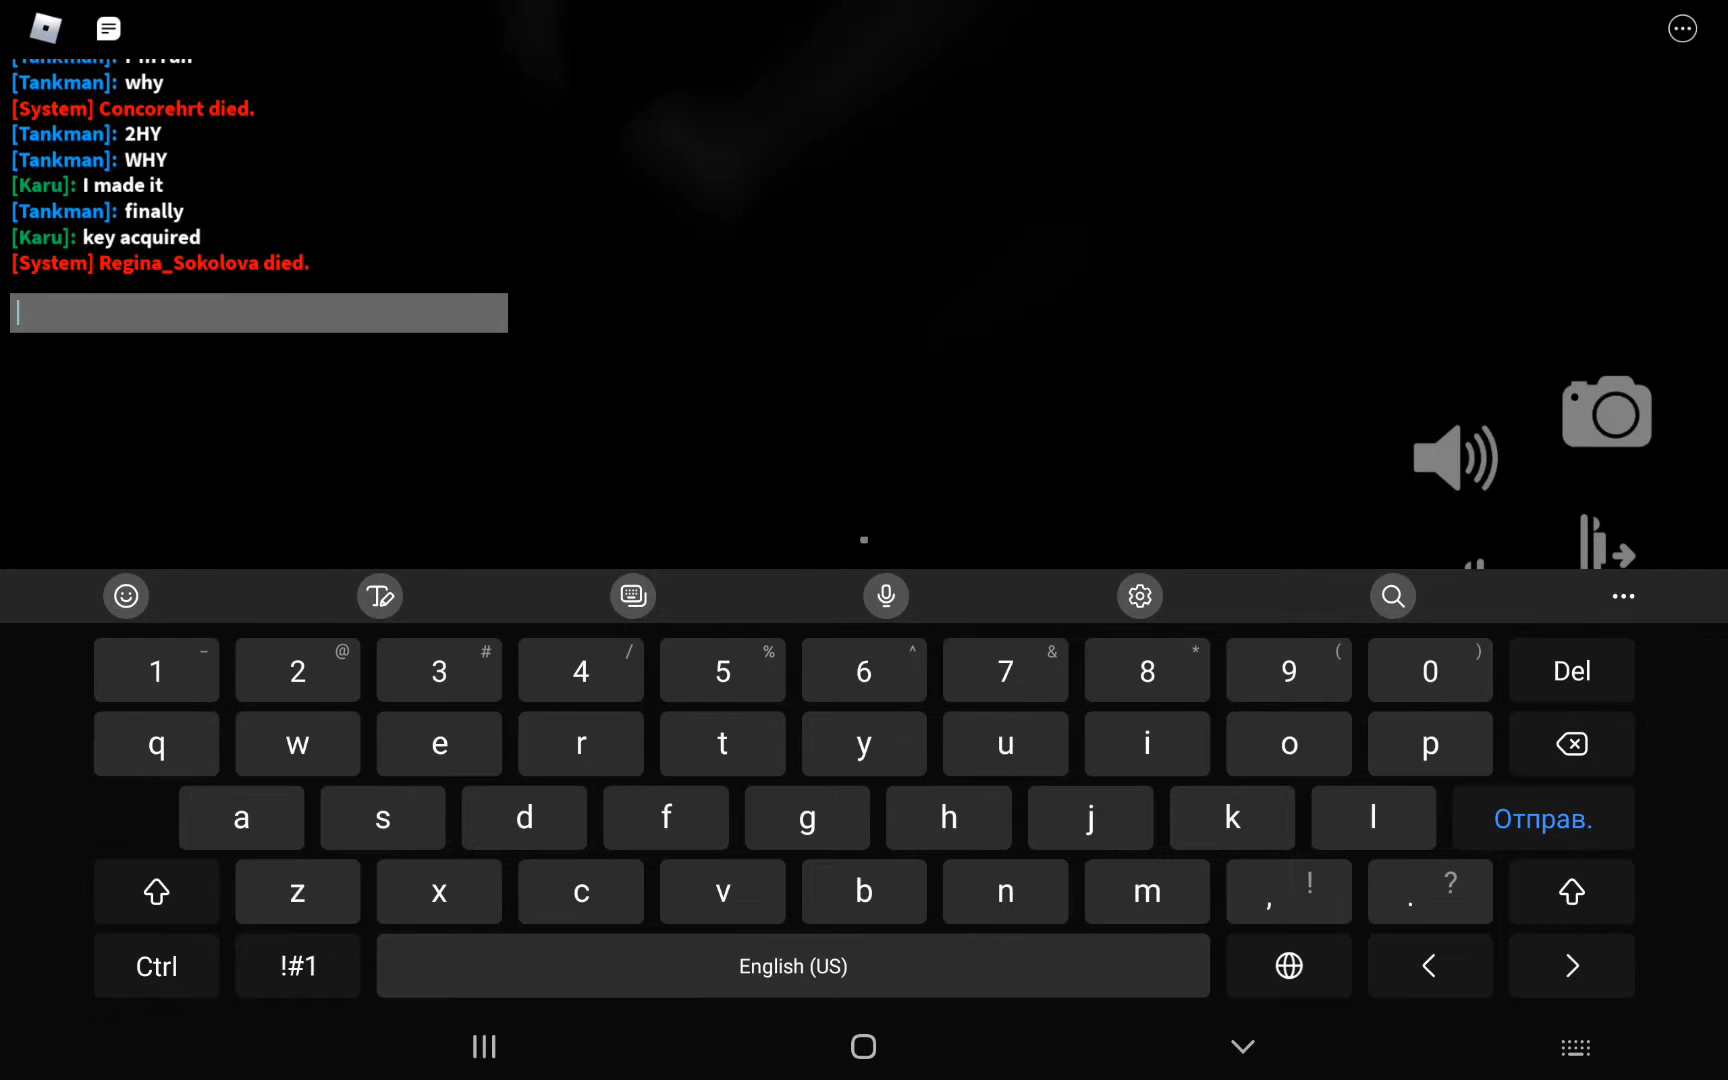 [Tankman]: why
[System] Concorehrt died.
[Tankman]: 2HY
[Tankman]: WHY
[Karu]: I made it
[Tankman]: finally
[Karu]: key acquired
[System] Regina_Sokolova died.
1 - 2 @ 3 # 4 / 5 % 6 ^ 7 & 8 * 9 ( 0 ) Del
q w e r t y u i o p
a s d f g h j k l Отправ.
z x c v b n m , ! . ?
Ctrl !#1 English (US) < >